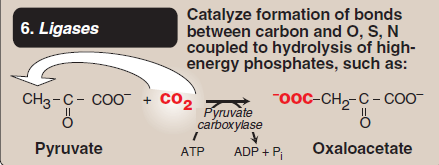 6. Ligases
Catalyze formation of bonds
between carbon and O, S, N
coupled to hydrolysis of high-
energy phosphates, such as:
CH3 – C – COO⁻ + CO₂ ⁻OOC–CH₂– C – COO⁻
O O
Pyruvate
carboxylase
Pyruvate ATP ADP + Pᵢ Oxaloacetate